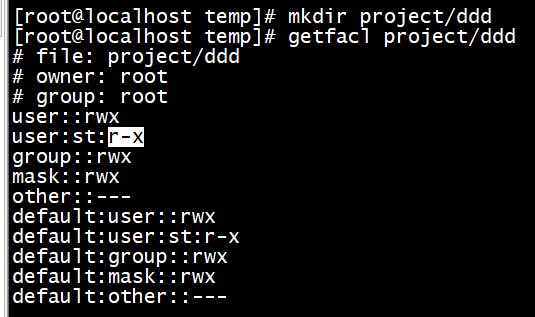 [root@localhost temp]# mkdir project/ddd
[root@localhost temp]# getfacl project/ddd
# file: project/ddd
# owner: root
# group: root
user::rwx
user:st:r-x
group::rwx
mask::rwx
other::---
default:user::rwx
default:user:st:r-x
default:group::rwx
default:mask::rwx
default:other::---